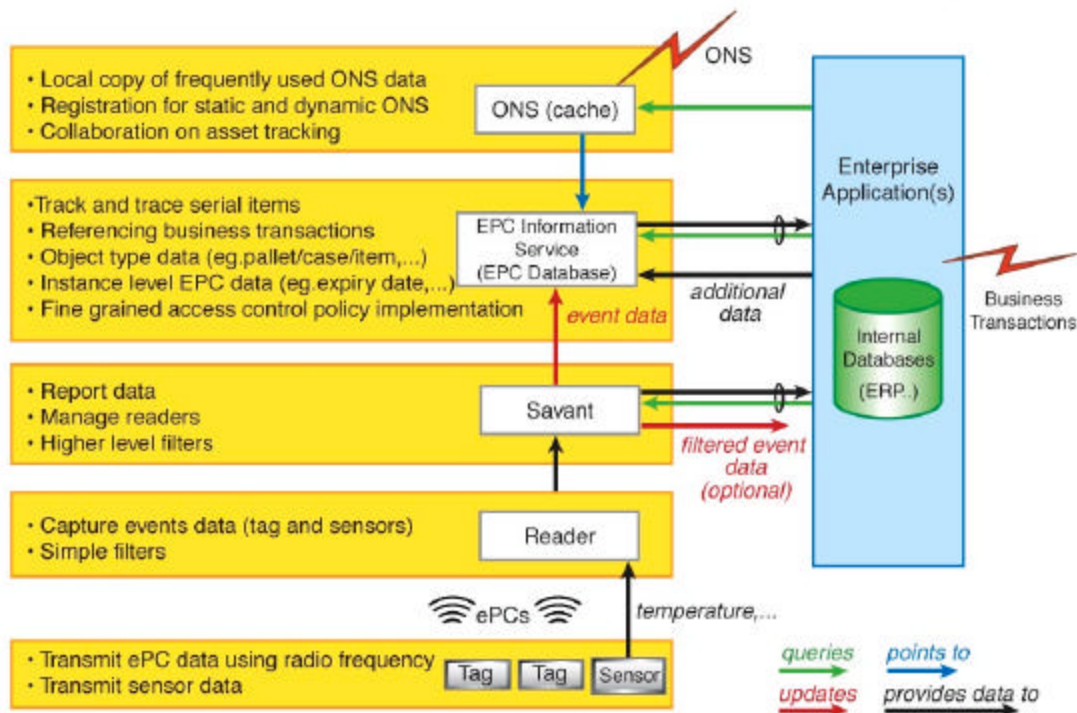 ONS
• Local copy of frequently used ONS data
• Registration for static and dynamic ONS
• Collaboration on asset tracking
ONS (cache)
Enterprise
Application(s)
•Track and trace serial items
• Referencing business transactions
• Object type data (eg.pallet/case/item,...)
• Instance level EPC data (eg.expiry date,...)
• Fine grained access control policy implementation
EPC Information
Service
(EPC Database)
event data
additional
data
Business
Transactions
Internal
Databases
(ERP..)
• Report data
• Manage readers
• Higher level filters
Savant
filtered event
data
(optional)
• Capture events data (tag and sensors)
• Simple filters
Reader
ePCs
temperature,...
• Transmit ePC data using radio frequency
• Transmit sensor data
Tag
Tag
Sensor
queries
points to
updates
provides data to